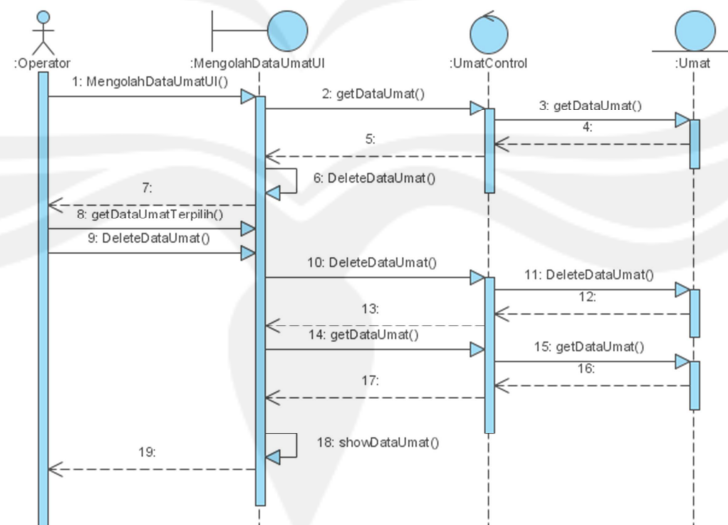 :Operator
:MengolahDataUmatUI
:UmatControl
:Umat
1: MengolahDataUmatUI()
2: getDataUmat()
3: getDataUmat()
4:
5:
6: DeleteDataUmat()
7:
8: getDataUmatTerpilih()
9: DeleteDataUmat()
10: DeleteDataUmat()
11: DeleteDataUmat()
12:
13:
14: getDataUmat()
15: getDataUmat()
16:
17:
18: showDataUmat()
19: